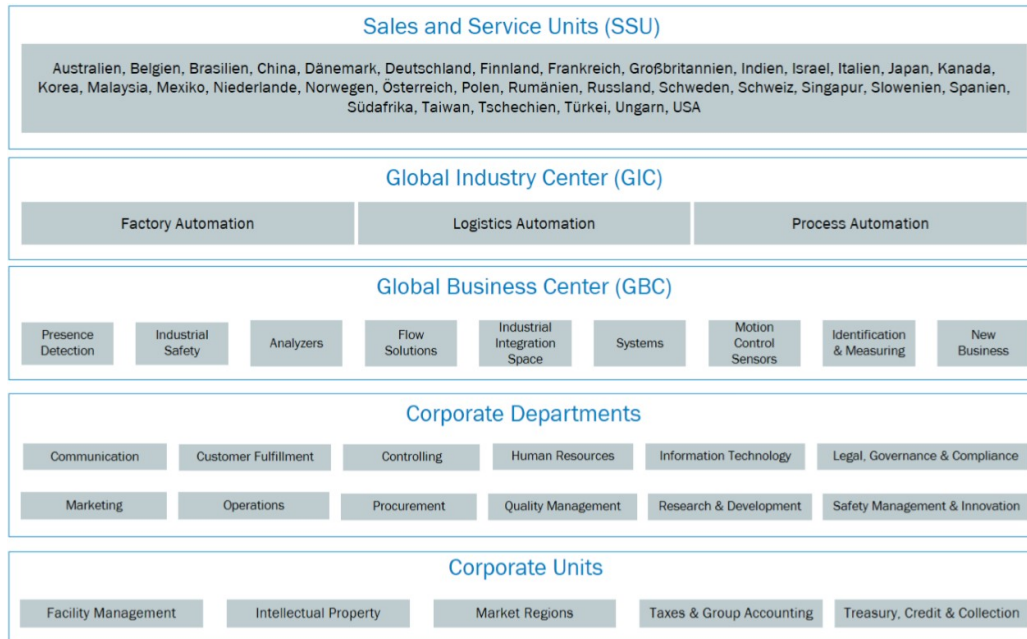 Sales and Service Units (SSU)
Australien, Belgien, Brasilien, China, Dänemark, Deutschland, Finnland, Frankreich, Großbritannien, Indien, Israel, Italien, Japan, Kanada,
Korea, Malaysia, Mexiko, Niederlande, Norwegen, Österreich, Polen, Rumänien, Russland, Schweden, Schweiz, Singapur, Slowenien, Spanien,
Südafrika, Taiwan, Tschechien, Türkei, Ungarn, USA
Global Industry Center (GIC)
Factory Automation
Logistics Automation
Process Automation
Global Business Center (GBC)
Presence
Detection
Industrial
Safety
Analyzers
Flow
Solutions
Industrial
Integration
Space
Systems
Motion
Control
Sensors
Identification
& Measuring
New
Business
Corporate Departments
Communication
Customer Fulfillment
Controlling
Human Resources
Information Technology
Legal, Governance & Compliance
Marketing
Operations
Procurement
Quality Management
Research & Development
Safety Management & Innovation
Corporate Units
Facility Management
Intellectual Property
Market Regions
Taxes & Group Accounting
Treasury, Credit & Collection